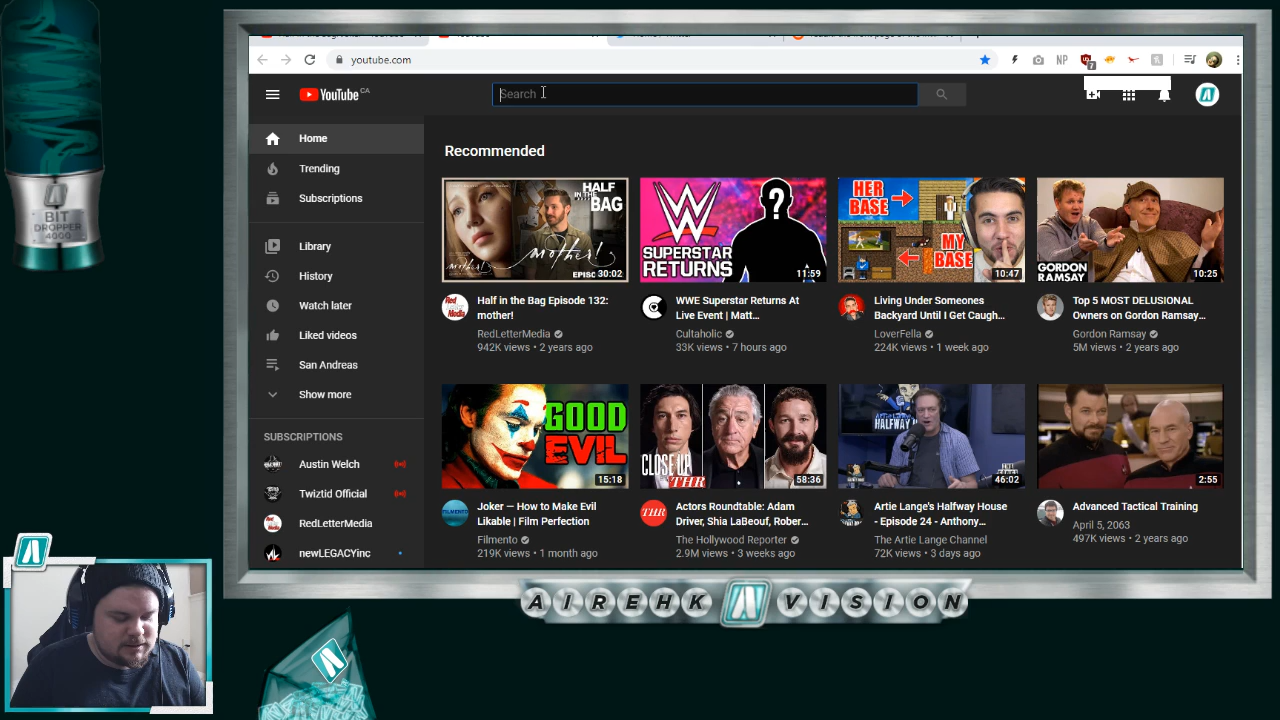 youtube.com
NP
7
YouTube CA
Search
Home
Trending
Subscriptions
Library
History
Watch later
Liked videos
San Andreas
Show more
SUBSCRIPTIONS
Austin Welch
Twiztid Official
RedLetterMedia
newLEGACYinc
Recommended
HALF
IN THE
BAG
mother!
mother!
EPISC
30:02
Half in the Bag Episode 132:
mother!
RedLetterMedia
942K views • 2 years ago
W
?
SUPERSTAR
RETURNS
11:59
WWE Superstar Returns At
Live Event | Matt...
Cultaholic
33K views • 7 hours ago
HER
BASE
MY
BASE
10:47
Living Under Someones
Backyard Until I Get Caugh...
LoverFella
224K views • 1 week ago
GORDON
RAMSAY
10:25
Top 5 MOST DELUSIONAL
Owners on Gordon Ramsay...
Gordon Ramsay
5M views • 2 years ago
GOOD
EVIL
15:18
FILMENTO
Joker — How to Make Evil
Likable | Film Perfection
Filmento
219K views • 1 month ago
CLOSE UP
THR
58:36
THR
Actors Roundtable: Adam
Driver, Shia LaBeouf, Rober...
The Hollywood Reporter
2.9M views • 3 weeks ago
HALFWAY
46:02
Artie Lange's Halfway House
- Episode 24 - Anthony...
The Artie Lange Channel
72K views • 3 days ago
2:55
Advanced Tactical Training
April 5, 2063
497K views • 2 years ago
BIT
DROPPER
4000
AIREHK VISION